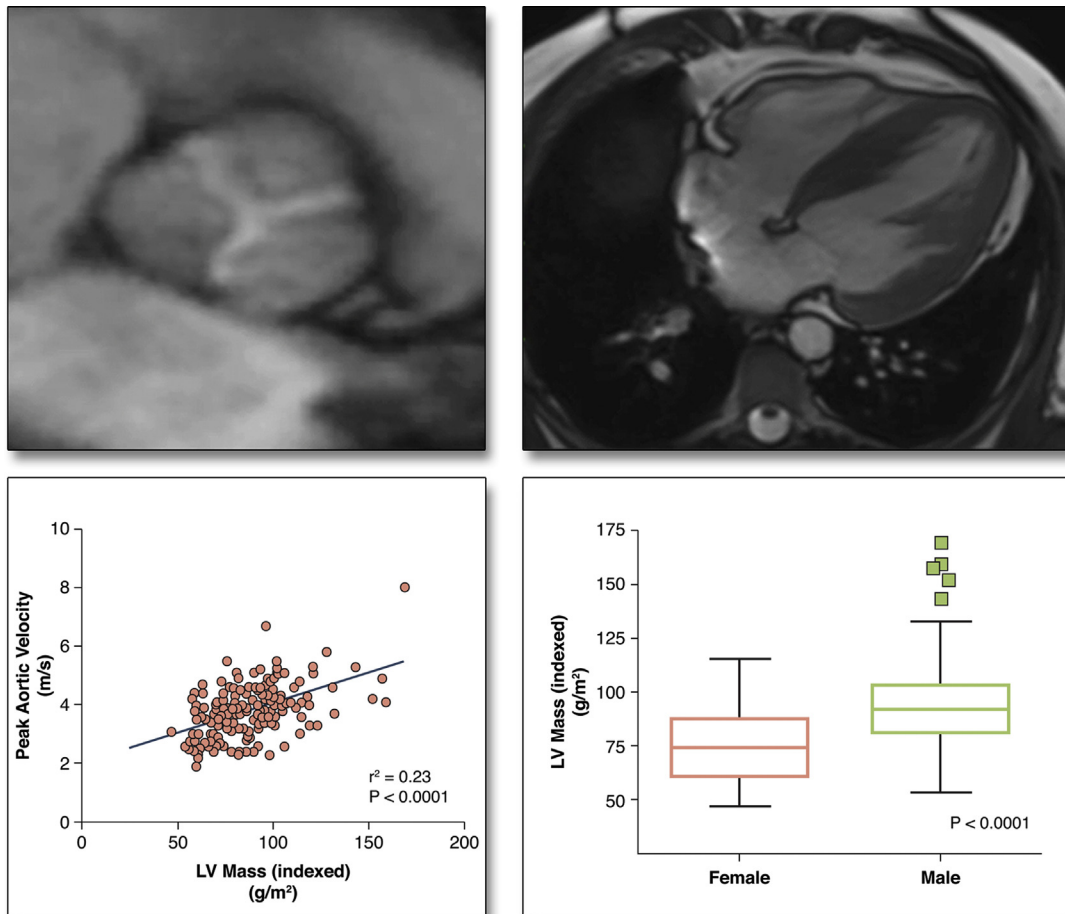 10
8
6
4
2
0
Peak Aortic Velocity
(m/s)
r² = 0.23
P < 0.0001
0 50 100 150 200
LV Mass (indexed)
(g/m²)
175
150
125
100
75
50
LV Mass (indexed)
(g/m²)
P < 0.0001
Female Male